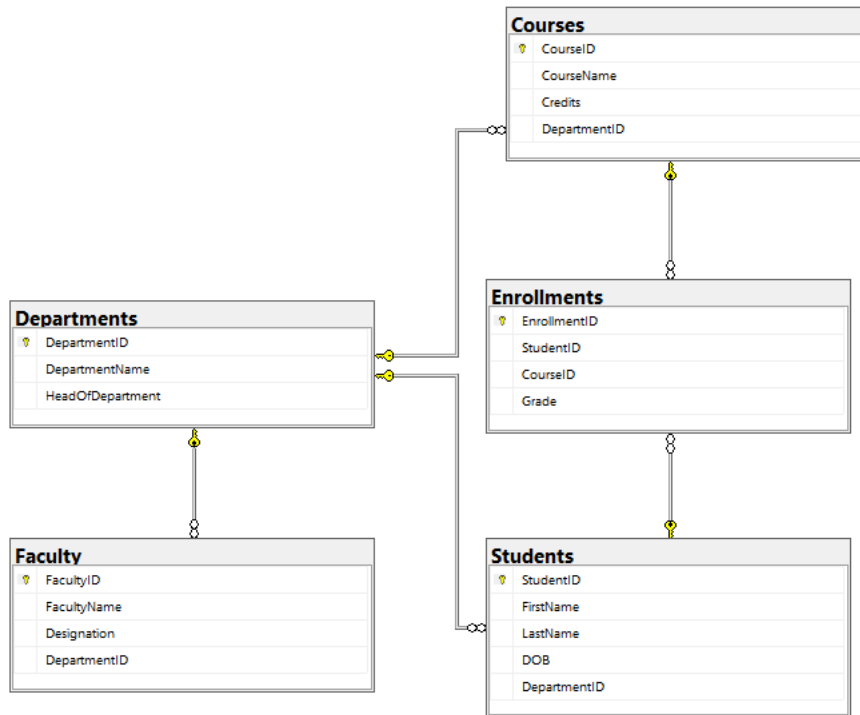 Courses
CourseID
CourseName
Credits
DepartmentID
Departments
DepartmentID
DepartmentName
HeadOfDepartment
Enrollments
EnrollmentID
StudentID
CourseID
Grade
Faculty
FacultyID
FacultyName
Designation
DepartmentID
Students
StudentID
FirstName
LastName
DOB
DepartmentID